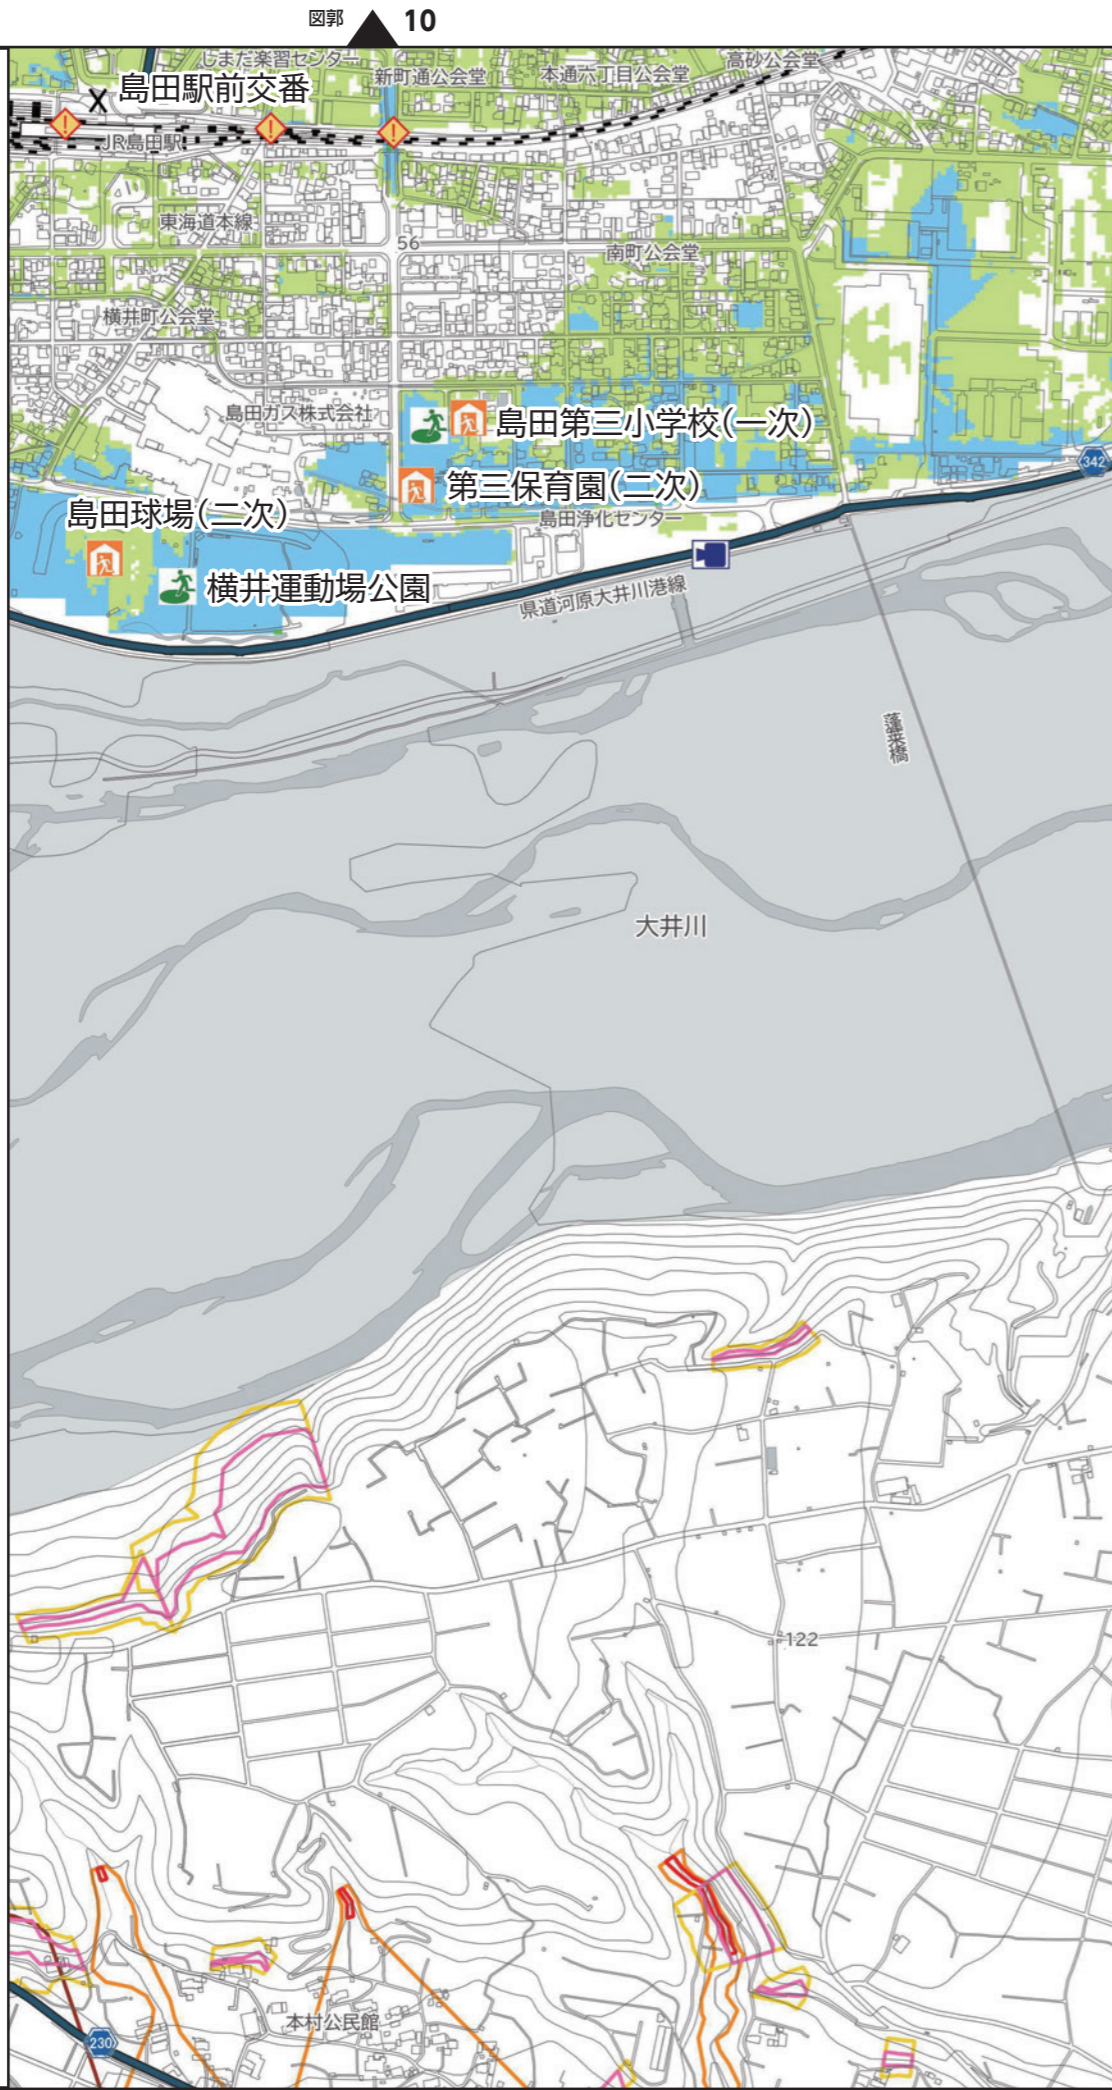 図郭 10
しまだ楽習センター
新町通公会堂
本通六丁目公会堂
高砂公会堂
島田駅前交番
JR島田駅
東海道本線
56
南町公会堂
横井町公会堂
島田ガス株式会社
島田第三小学校(一次)
342
第三保育園(二次)
島田球場(二次)
島田浄化センター
横井運動場公園
県道河原大井川港線
蓬萊橋
大井川
122
本村公民館
230